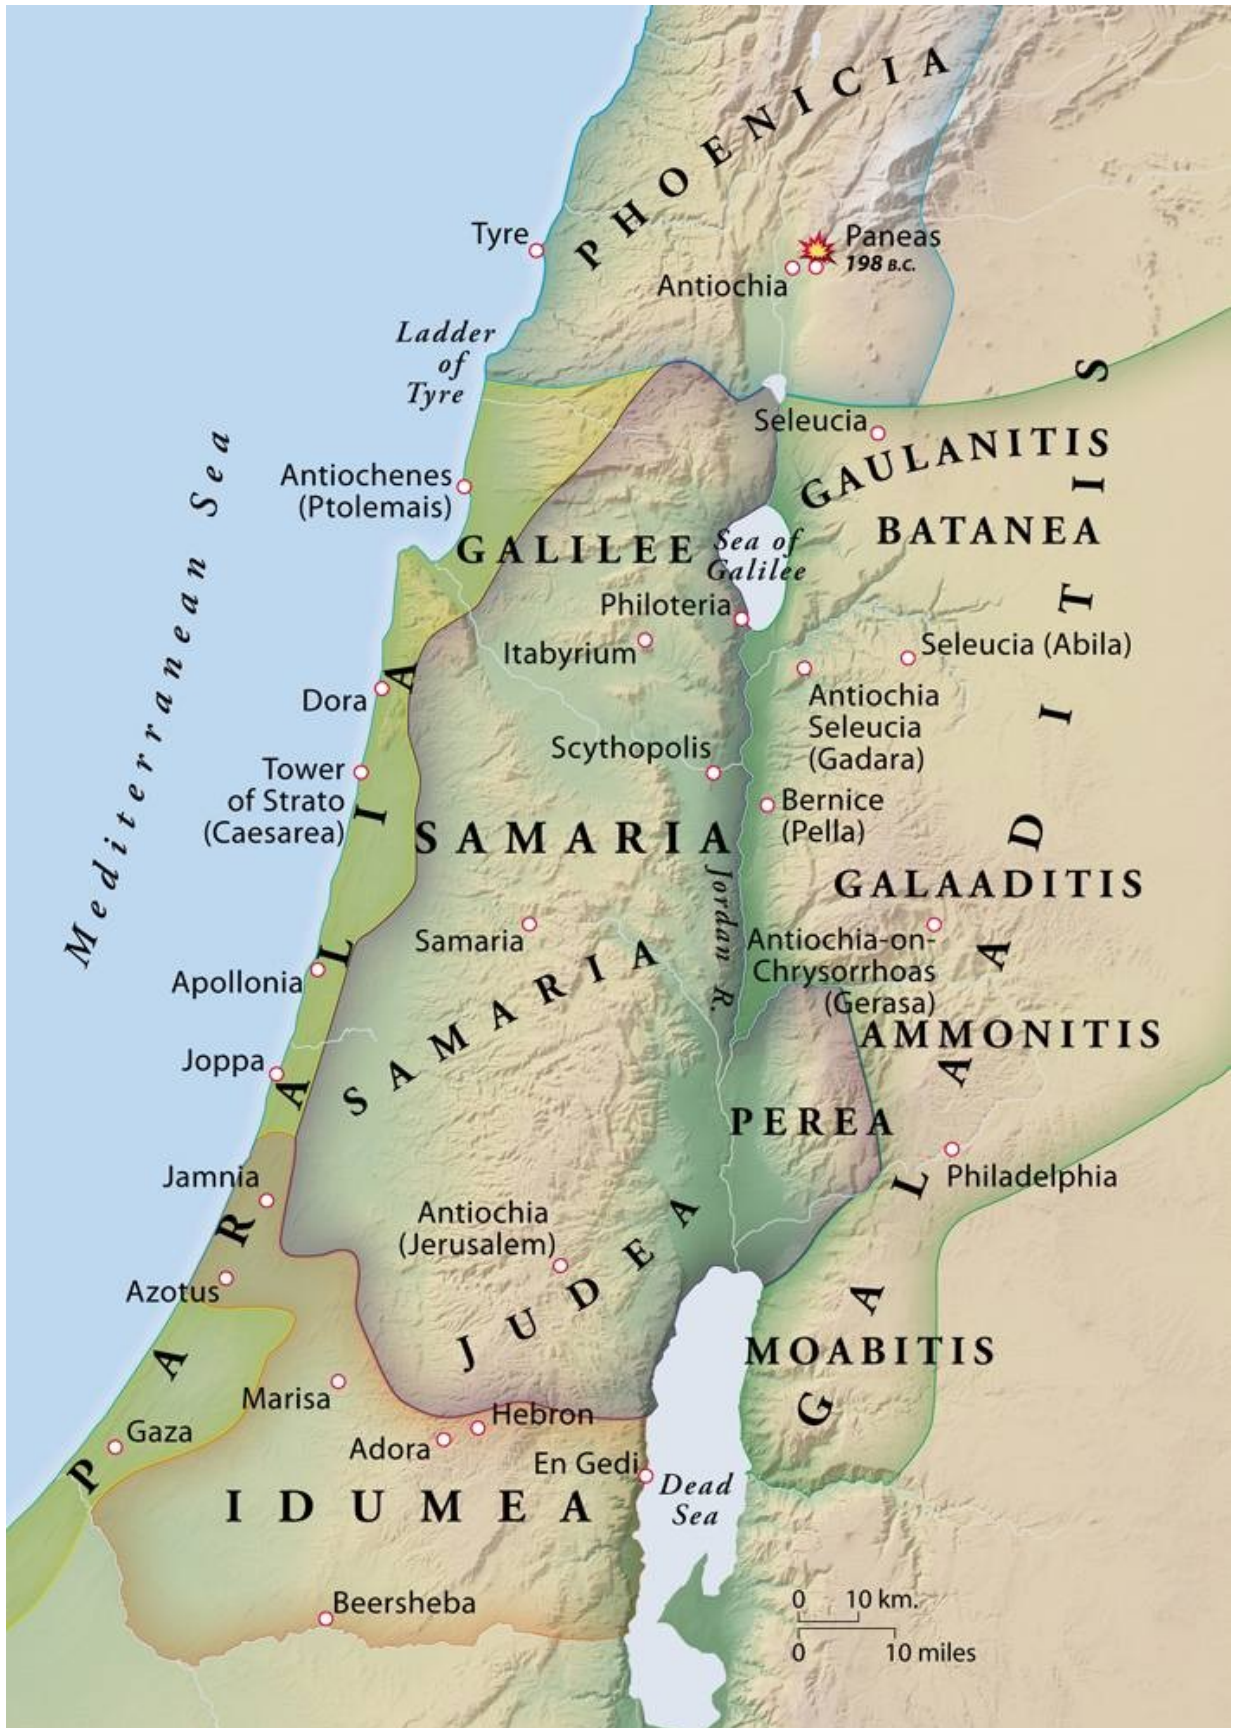 PHOENICIA
Tyre
Paneas
198 B.C.
Antiochia
Ladder
of
Tyre
Seleucia
GAULANITIS
Antiochenes
(Ptolemais)
BATANEA
Mediterranean Sea
GALILEE
Sea of
Galilee
Philoteria
Itabyrium
Seleucia (Abila)
Dora
Antiochia
Seleucia
(Gadara)
Scythopolis
Tower
of Strato
(Caesarea)
Bernice
(Pella)
SAMARIA
Jordan R.
GALAADITIS
Samaria
Antiochia-on-
Chrysorrhoas
(Gerasa)
Apollonia
SAMARIA
AMMONITIS
Joppa
PEREA
Jamnia
Philadelphia
Antiochia
(Jerusalem)
JUDEA
Azotus
PARALIA
GALAADITIS
MOABITIS
Marisa
Gaza
Hebron
Adora
En Gedi
Dead
Sea
IDUMEA
Beersheba
0 10 km.
0 10 miles